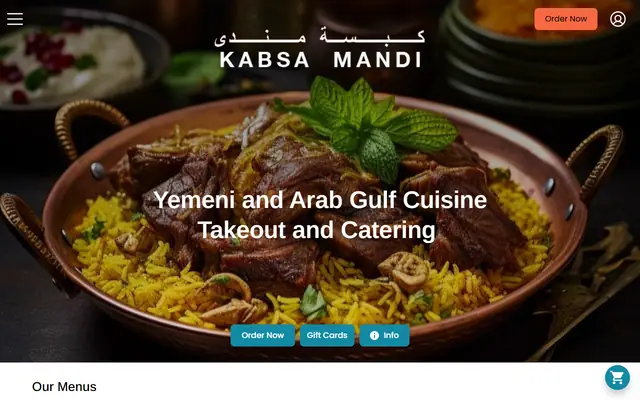 Order Now
كبسة مندى
KABSA MANDI
Yemeni and Arab Gulf Cuisine
Takeout and Catering
Order Now
Gift Cards
Info
Our Menus